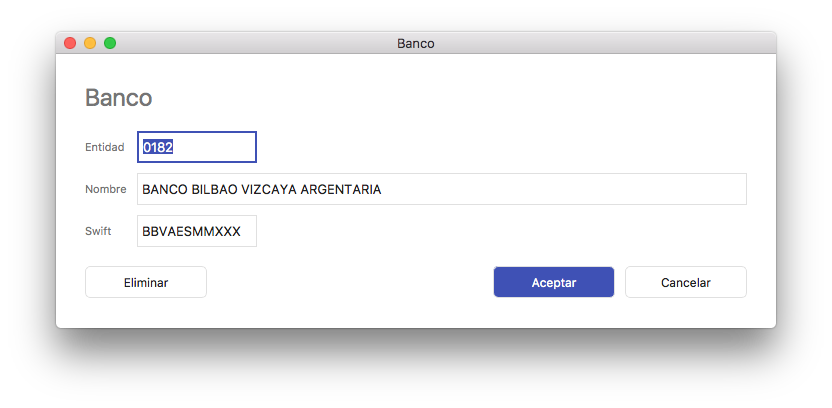 Banco
Banco
Entidad 0182
Nombre BANCO BILBAO VIZCAYA ARGENTARIA
Swift BBVAESMMXXX
Eliminar Aceptar Cancelar